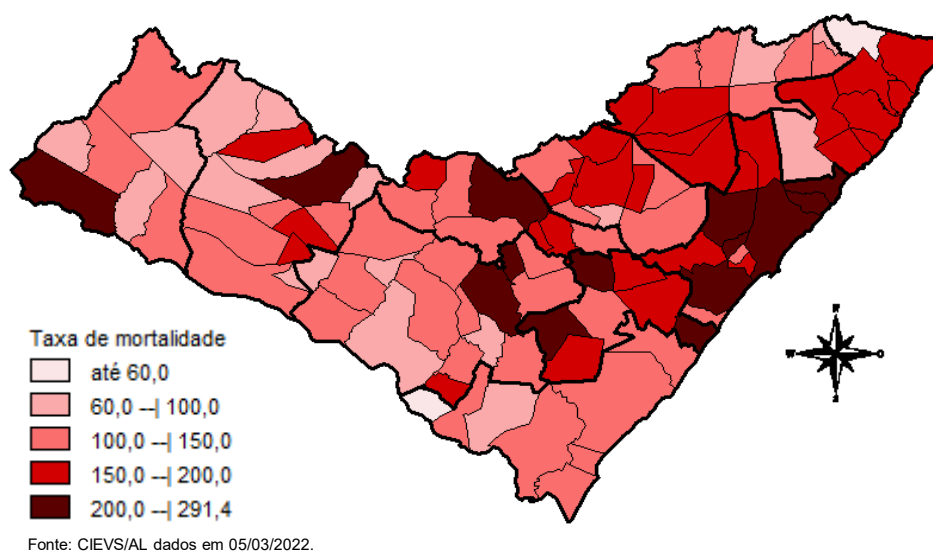 Taxa de mortalidade
até 60,0
60,0 --| 100,0
100,0 --| 150,0
150,0 --| 200,0
200,0 --| 291,4
Fonte: CIEVS/AL dados em 05/03/2022.